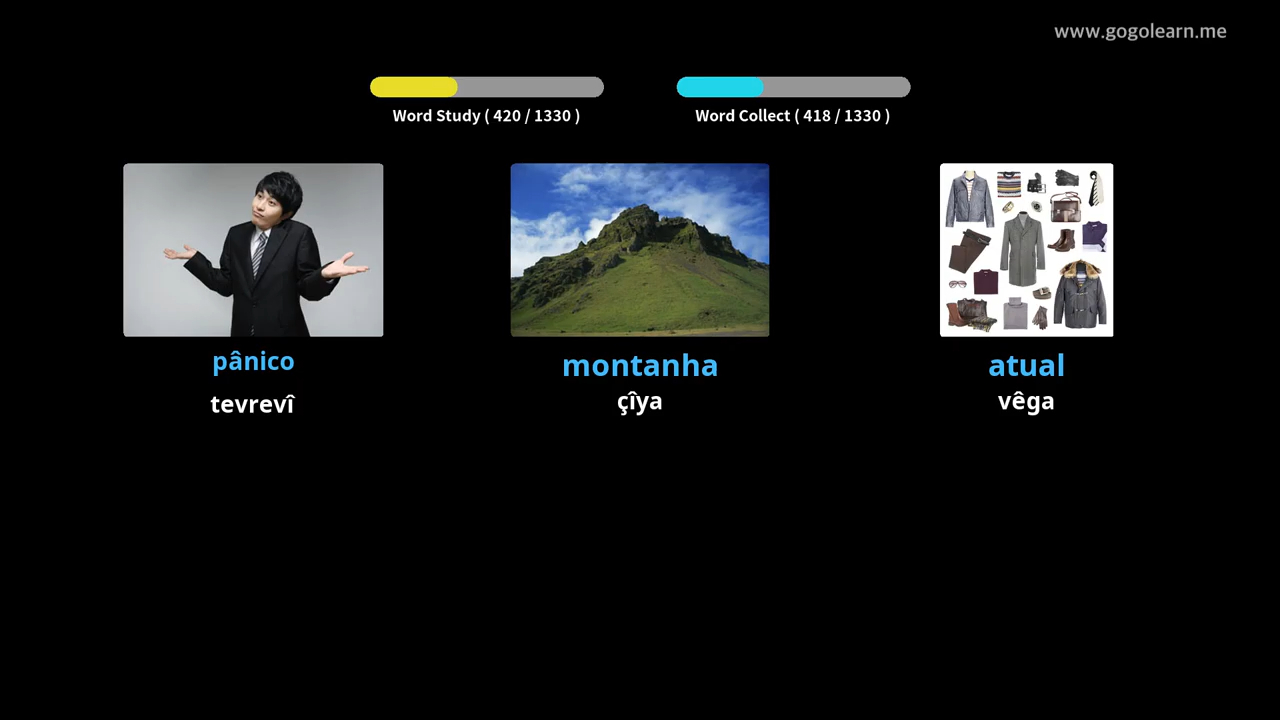 www.gogolearn.me
Word Study ( 420 / 1330 )
Word Collect ( 418 / 1330 )
pânico
montanha
atual
tevrevî
çîya
vêga